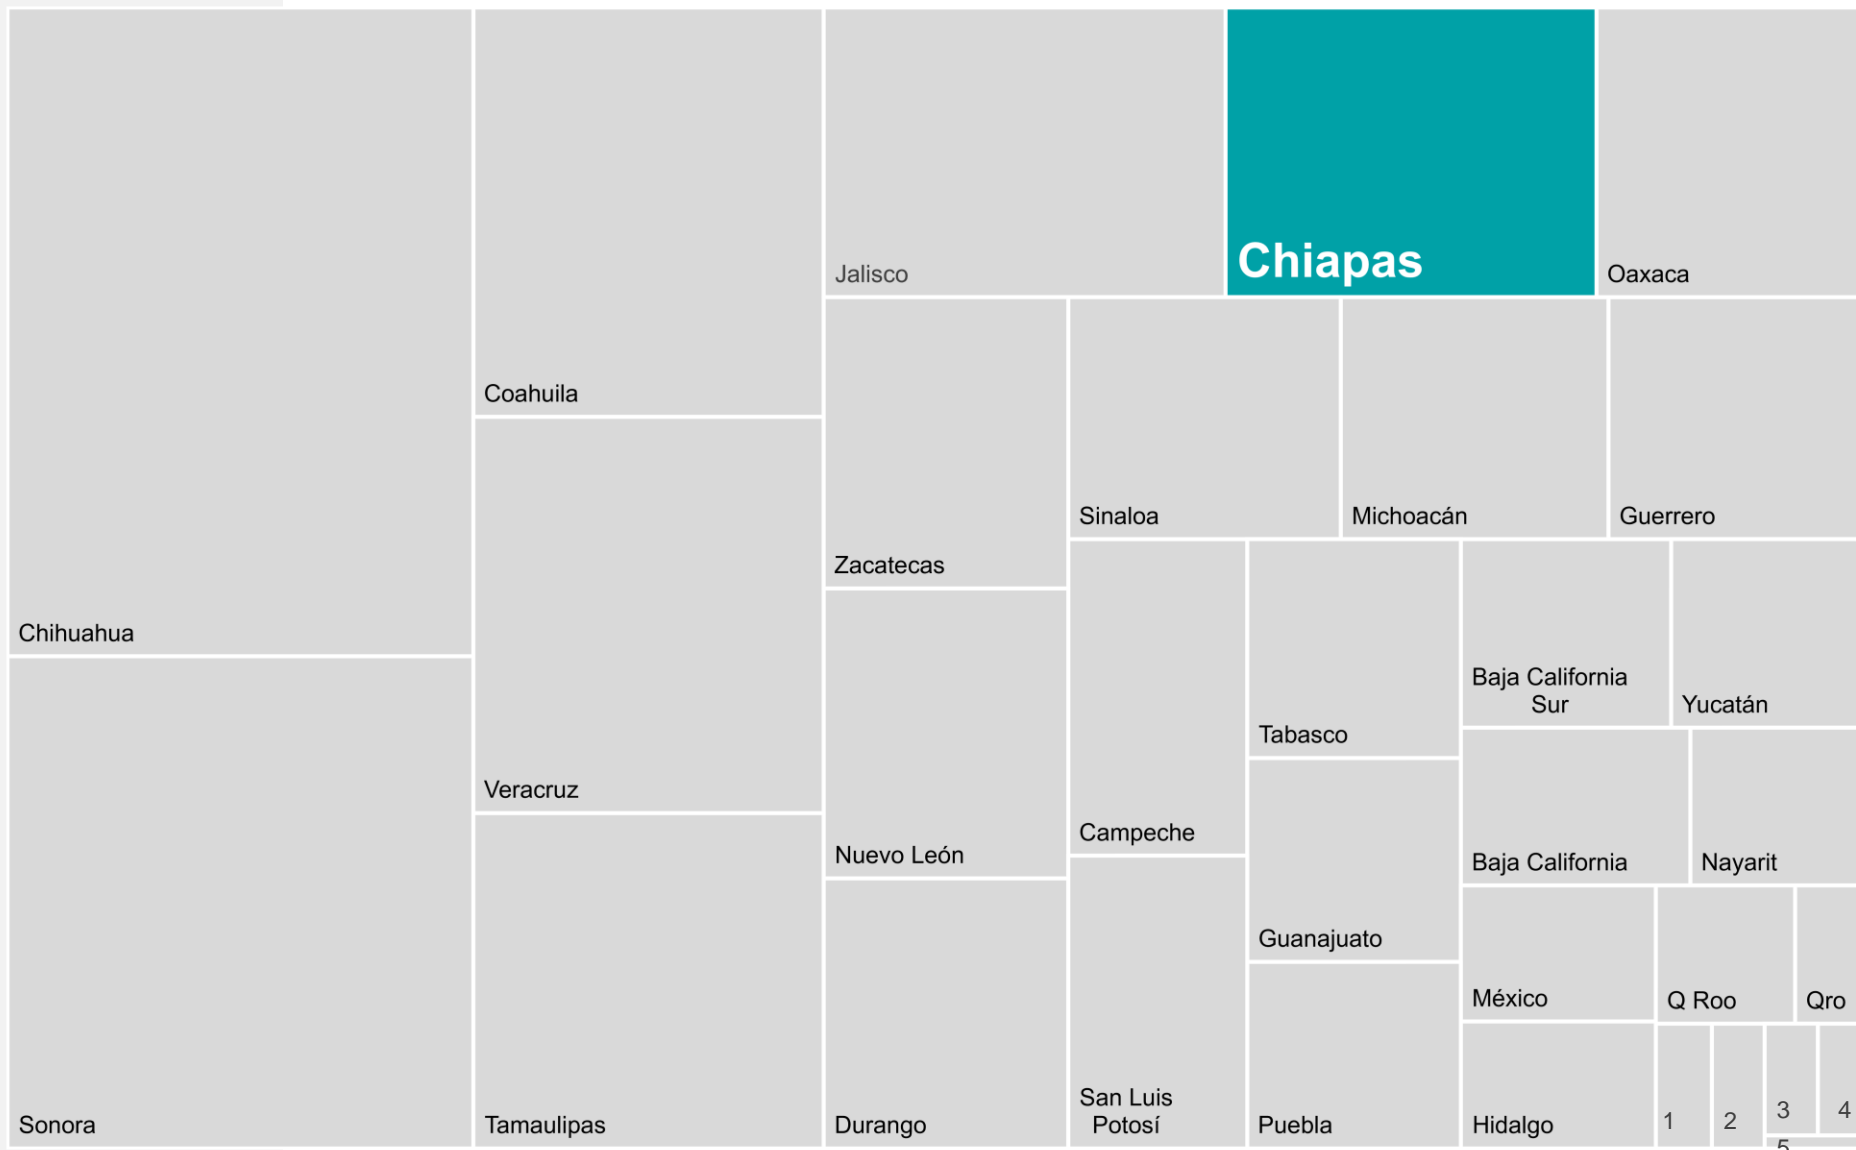 Jalisco
Chiapas
Oaxaca
Coahuila
Sinaloa
Michoacán
Guerrero
Zacatecas
Chihuahua
Baja California
Sur
Yucatán
Tabasco
Veracruz
Campeche
Nuevo León
Baja California
Nayarit
Guanajuato
México
Q Roo
Qro
Sonora
Tamaulipas
Durango
San Luis
Potosí
Puebla
Hidalgo
1
2
3
4
5